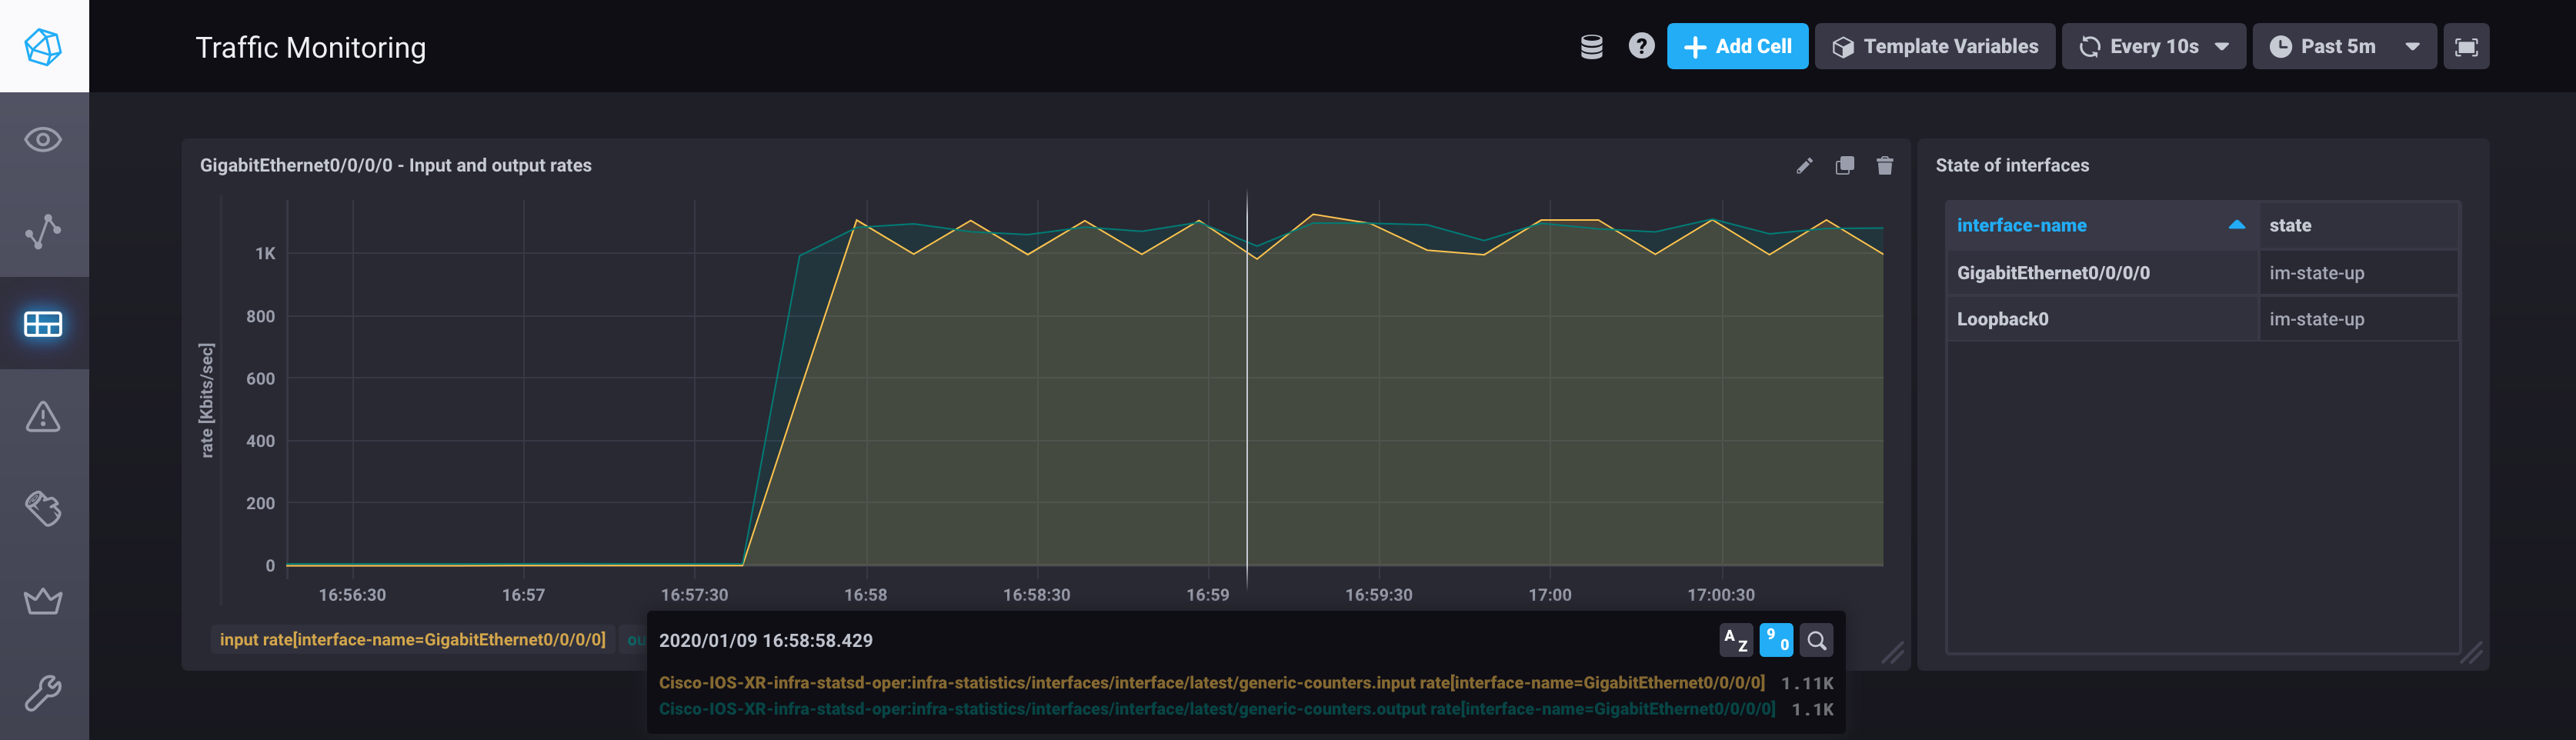 Traffic Monitoring
? Add Cell Template Variables Every 10s Past 5m
GigabitEthernet0/0/0/0 - Input and output rates
rate [Kbits/sec]
1K
800
600
400
200
0
16:56:30 16:57 16:57:30 16:58 16:58:30 16:59 16:59:30 17:00 17:00:30
input rate[interface-name=GigabitEthernet0/0/0/0] ou
2020/01/09 16:58:58.429 A Z 9 0
Cisco-IOS-XR-infra-statsd-oper:infra-statistics/interfaces/interface/latest/generic-counters.input rate[interface-name=GigabitEthernet0/0/0/0] 1.11K
Cisco-IOS-XR-infra-statsd-oper:infra-statistics/interfaces/interface/latest/generic-counters.output rate[interface-name=GigabitEthernet0/0/0/0] 1.1K
State of interfaces
interface-name state
GigabitEthernet0/0/0/0 im-state-up
Loopback0 im-state-up